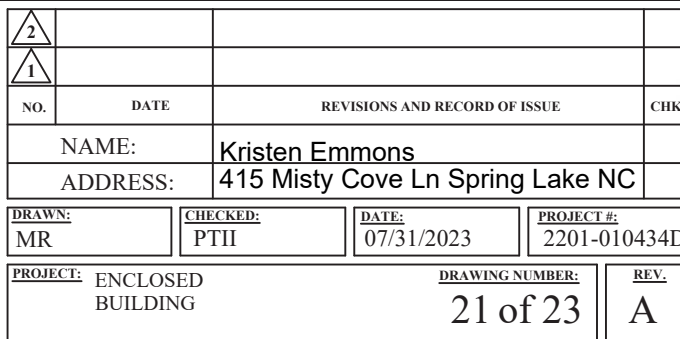 2
1
NO. DATE REVISIONS AND RECORD OF ISSUE CHK
NAME: Kristen Emmons
ADDRESS: 415 Misty Cove Ln Spring Lake NC
DRAWN: CHECKED: DATE: PROJECT #:
MR PTII 07/31/2023 2201-010434D
PROJECT: ENCLOSED DRAWING NUMBER: REV.
BUILDING 21 of 23 A